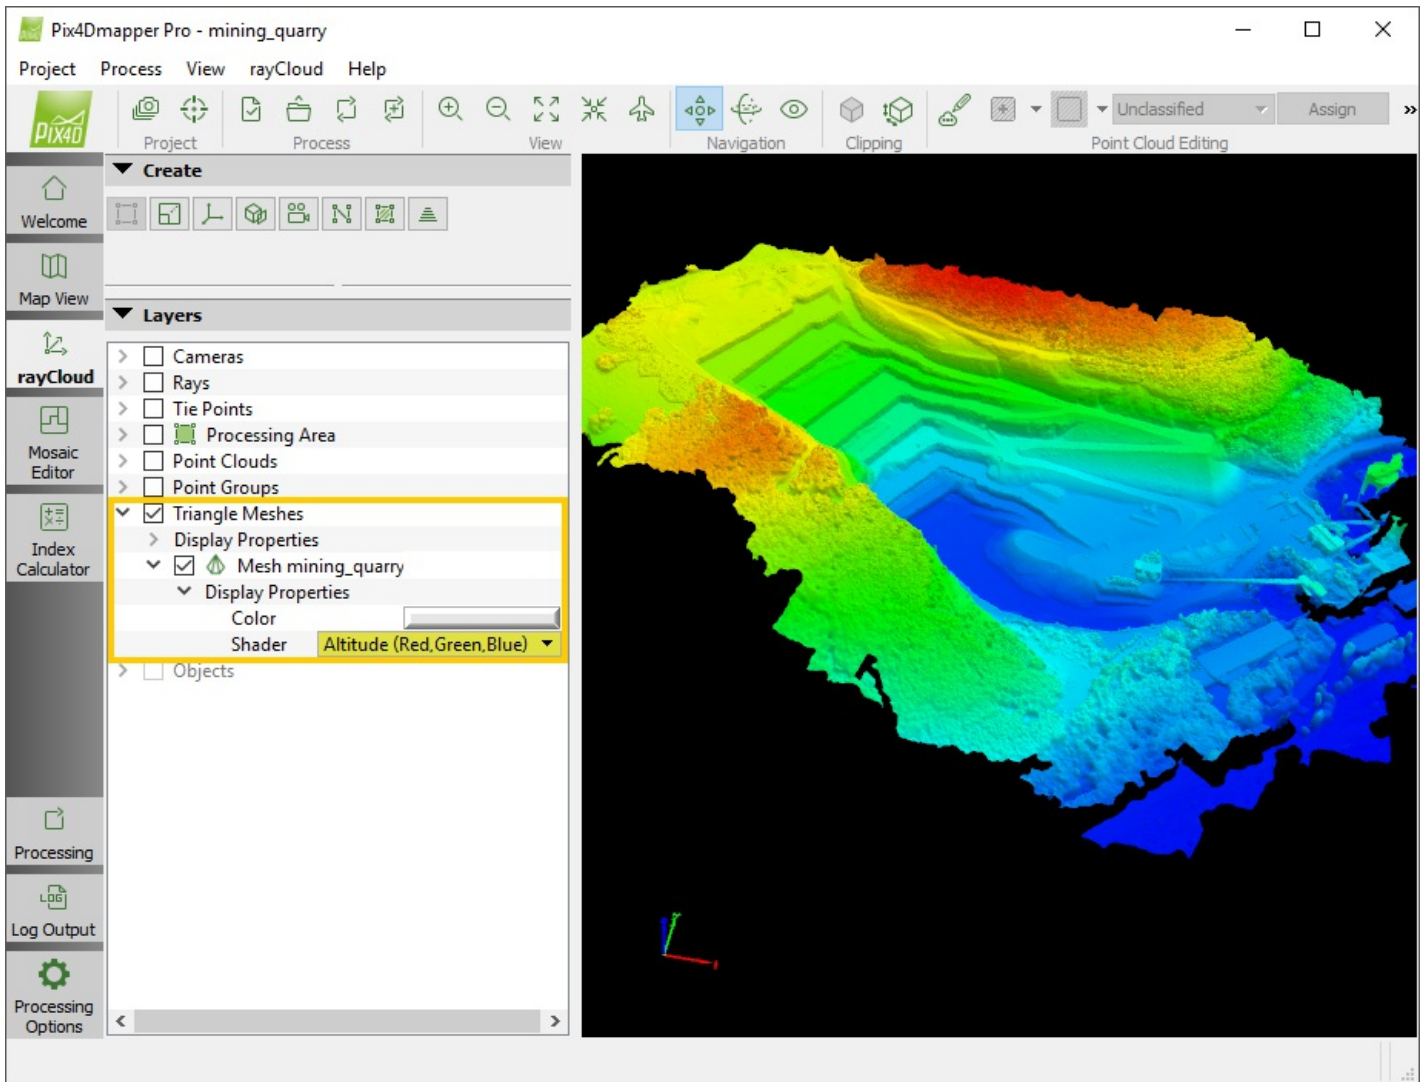 Pix4Dmapper Pro - mining_quarry
Project Process View rayCloud Help
PIX4D
Unclassified Assign »
Project Process View Navigation Clipping Point Cloud Editing
Create
Welcome
Map View
Layers
rayCloud
Cameras
Rays
Tie Points
Processing Area
Mosaic
Editor
Point Clouds
Point Groups
Triangle Meshes
Display Properties
Index
Calculator
Mesh mining_quarry
Display Properties
Color
Shader Altitude (Red,Green,Blue)
Objects
Processing
LOG
Log Output
Processing
Options